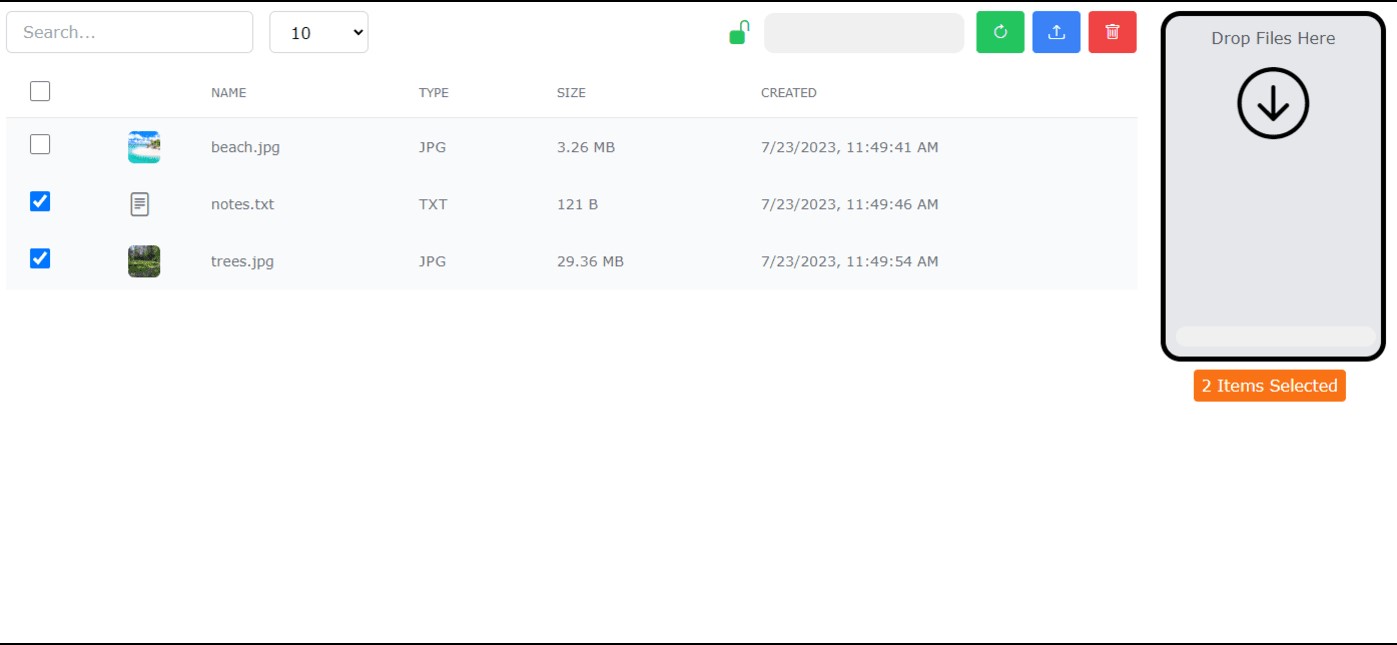 Search...
10
Drop Files Here
NAME TYPE SIZE CREATED
beach.jpg JPG 3.26 MB 7/23/2023, 11:49:41 AM
notes.txt TXT 121 B 7/23/2023, 11:49:46 AM
trees.jpg JPG 29.36 MB 7/23/2023, 11:49:54 AM
2 Items Selected